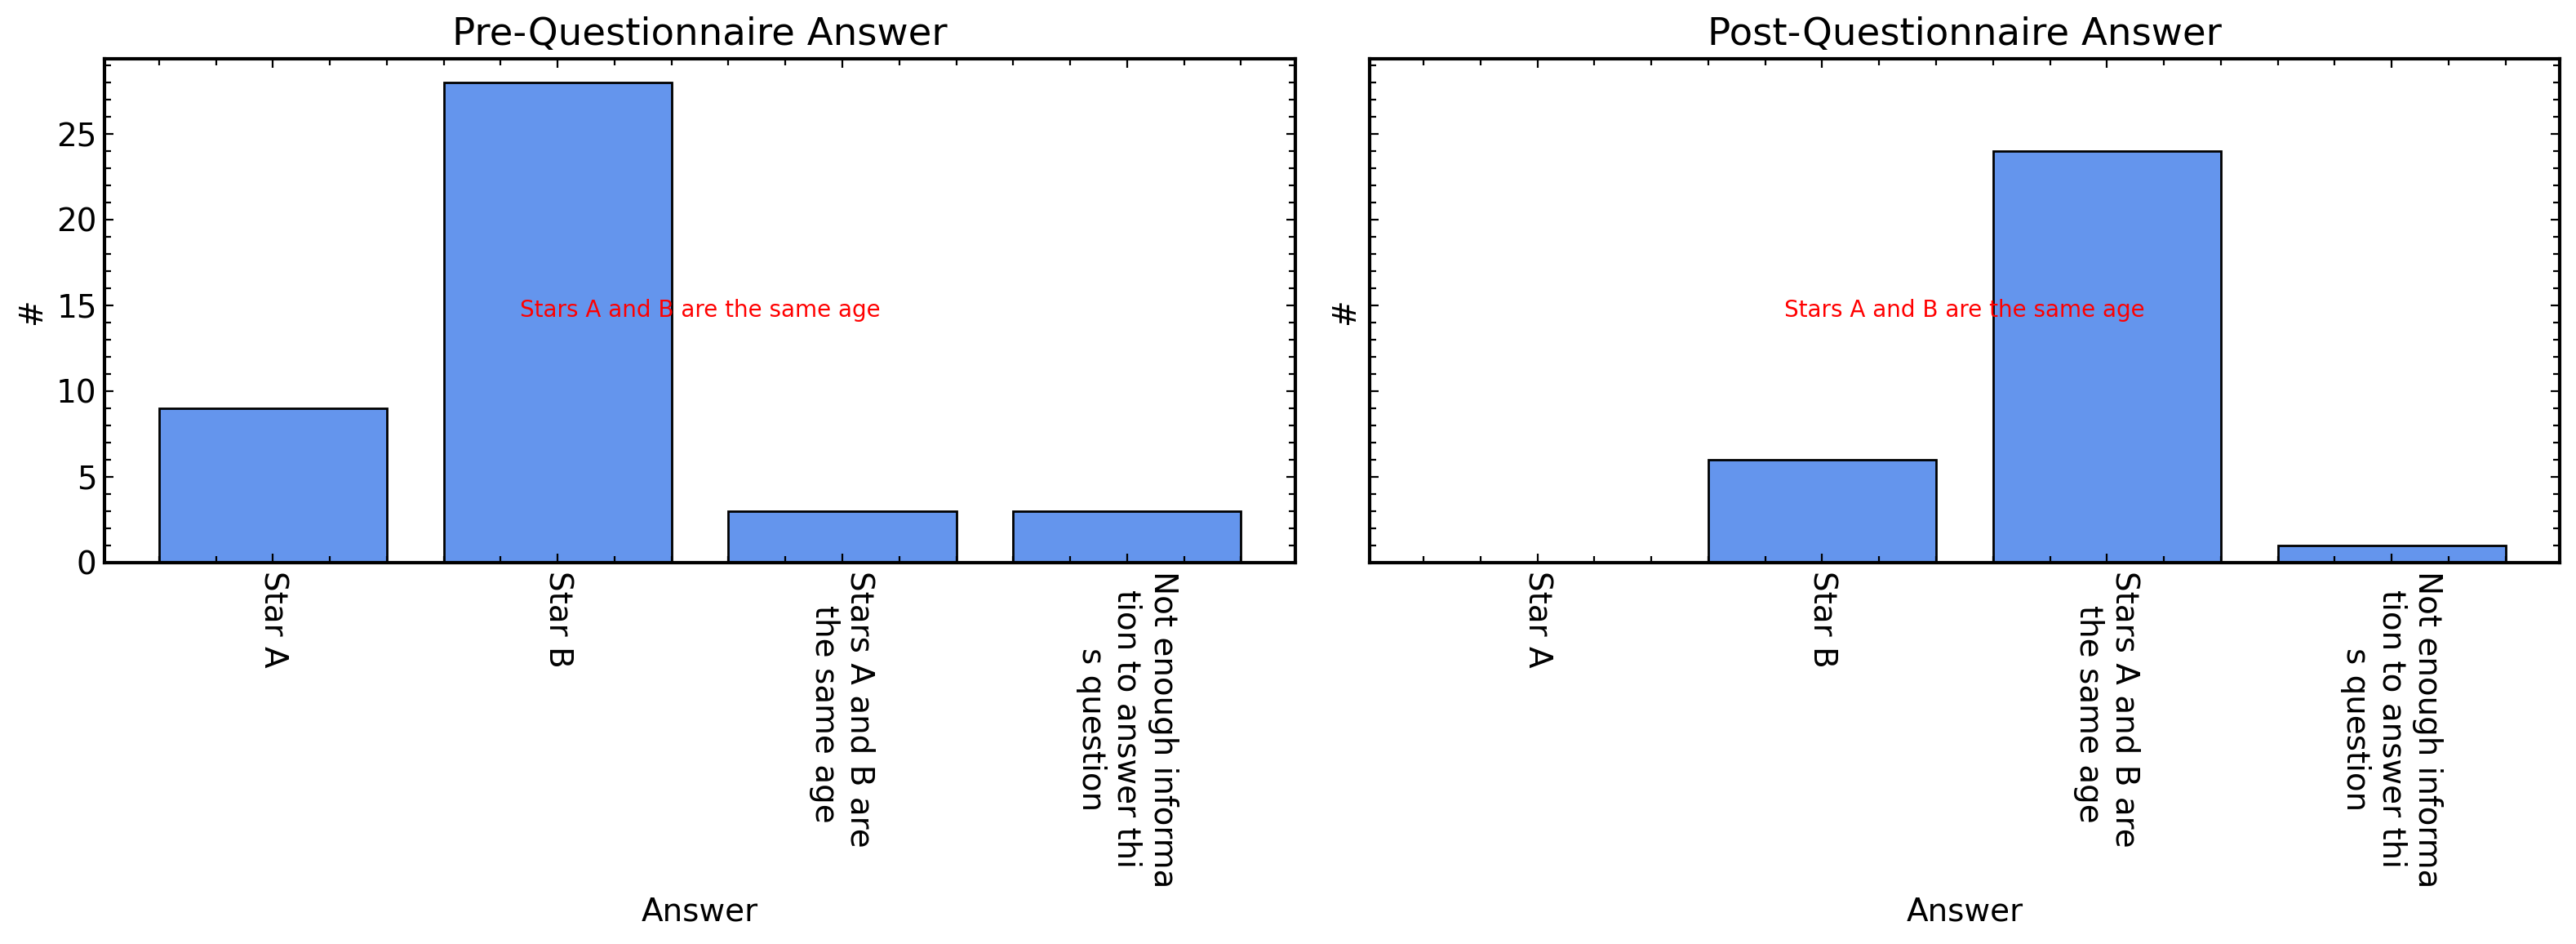 Pre-Questionnaire Answer
25
20
15
10
5
0
#
Stars A and B are the same age
Star A
Star B
Stars A and B are
the same age
Not enough informa
tion to answer thi
s question
Answer
Post-Questionnaire Answer
#
Stars A and B are the same age
Star A
Star B
Stars A and B are
the same age
Not enough informa
tion to answer thi
s question
Answer